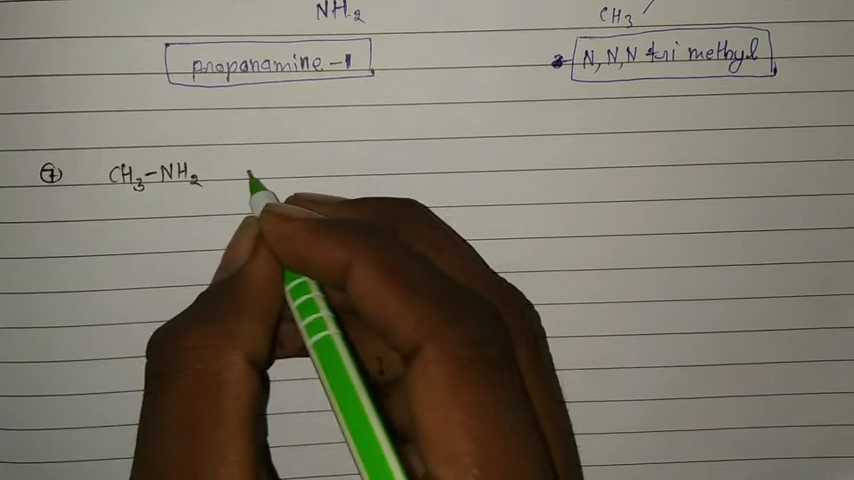 NH2 CH3
propanamine-1 N,N,N tri methyl
⑦ CH3-NH2